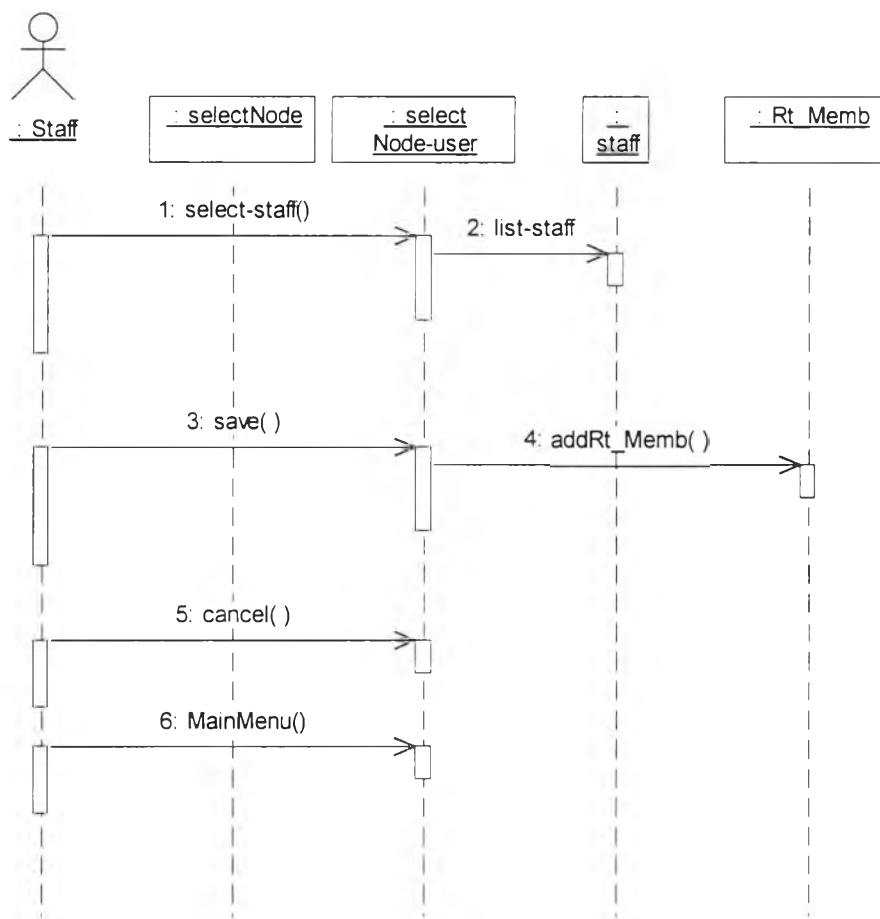 : Staff
: selectNode
: select
Node-user
:
staff
: Rt_Memb
1: select-staff()
2: list-staff
3: save( )
4: addRt_Memb( )
5: cancel( )
6: MainMenu()